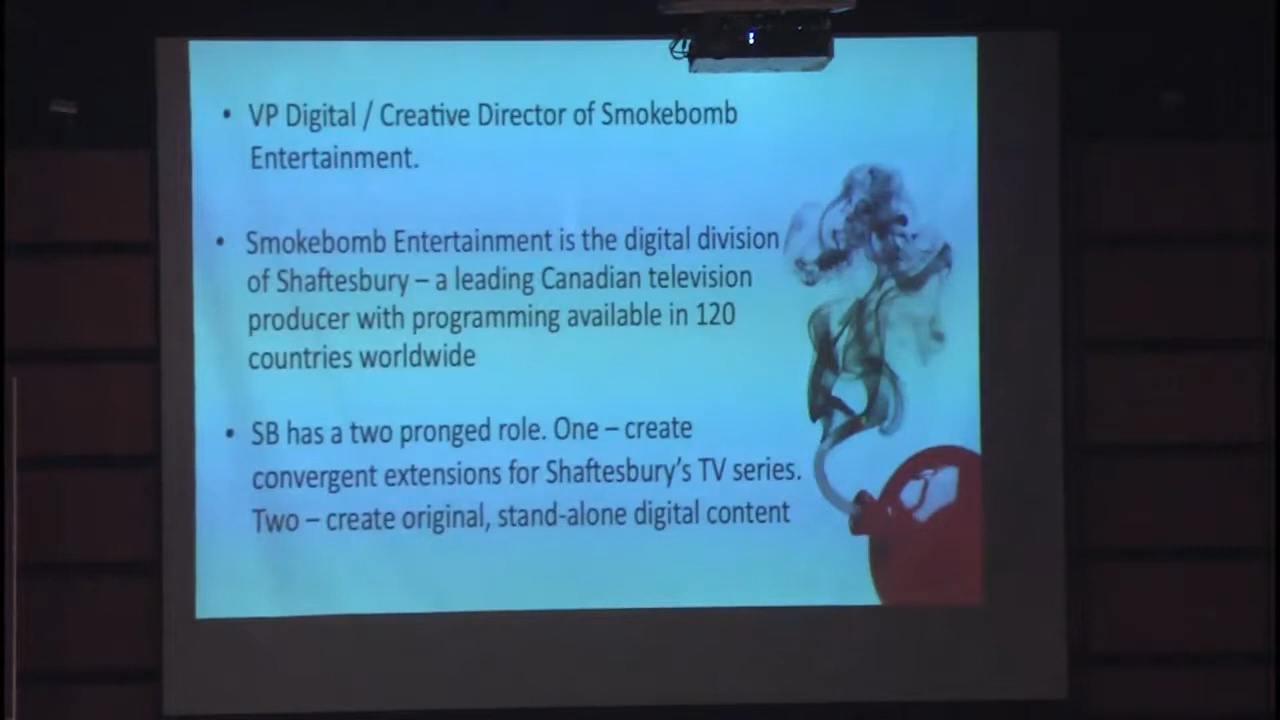 • VP Digital / Creative Director of Smokebomb
Entertainment.
• Smokebomb Entertainment is the digital division
of Shaftesbury – a leading Canadian television
producer with programming available in 120
countries worldwide
• SB has a two pronged role. One – create
convergent extensions for Shaftesbury's TV series.
Two – create original, stand-alone digital content